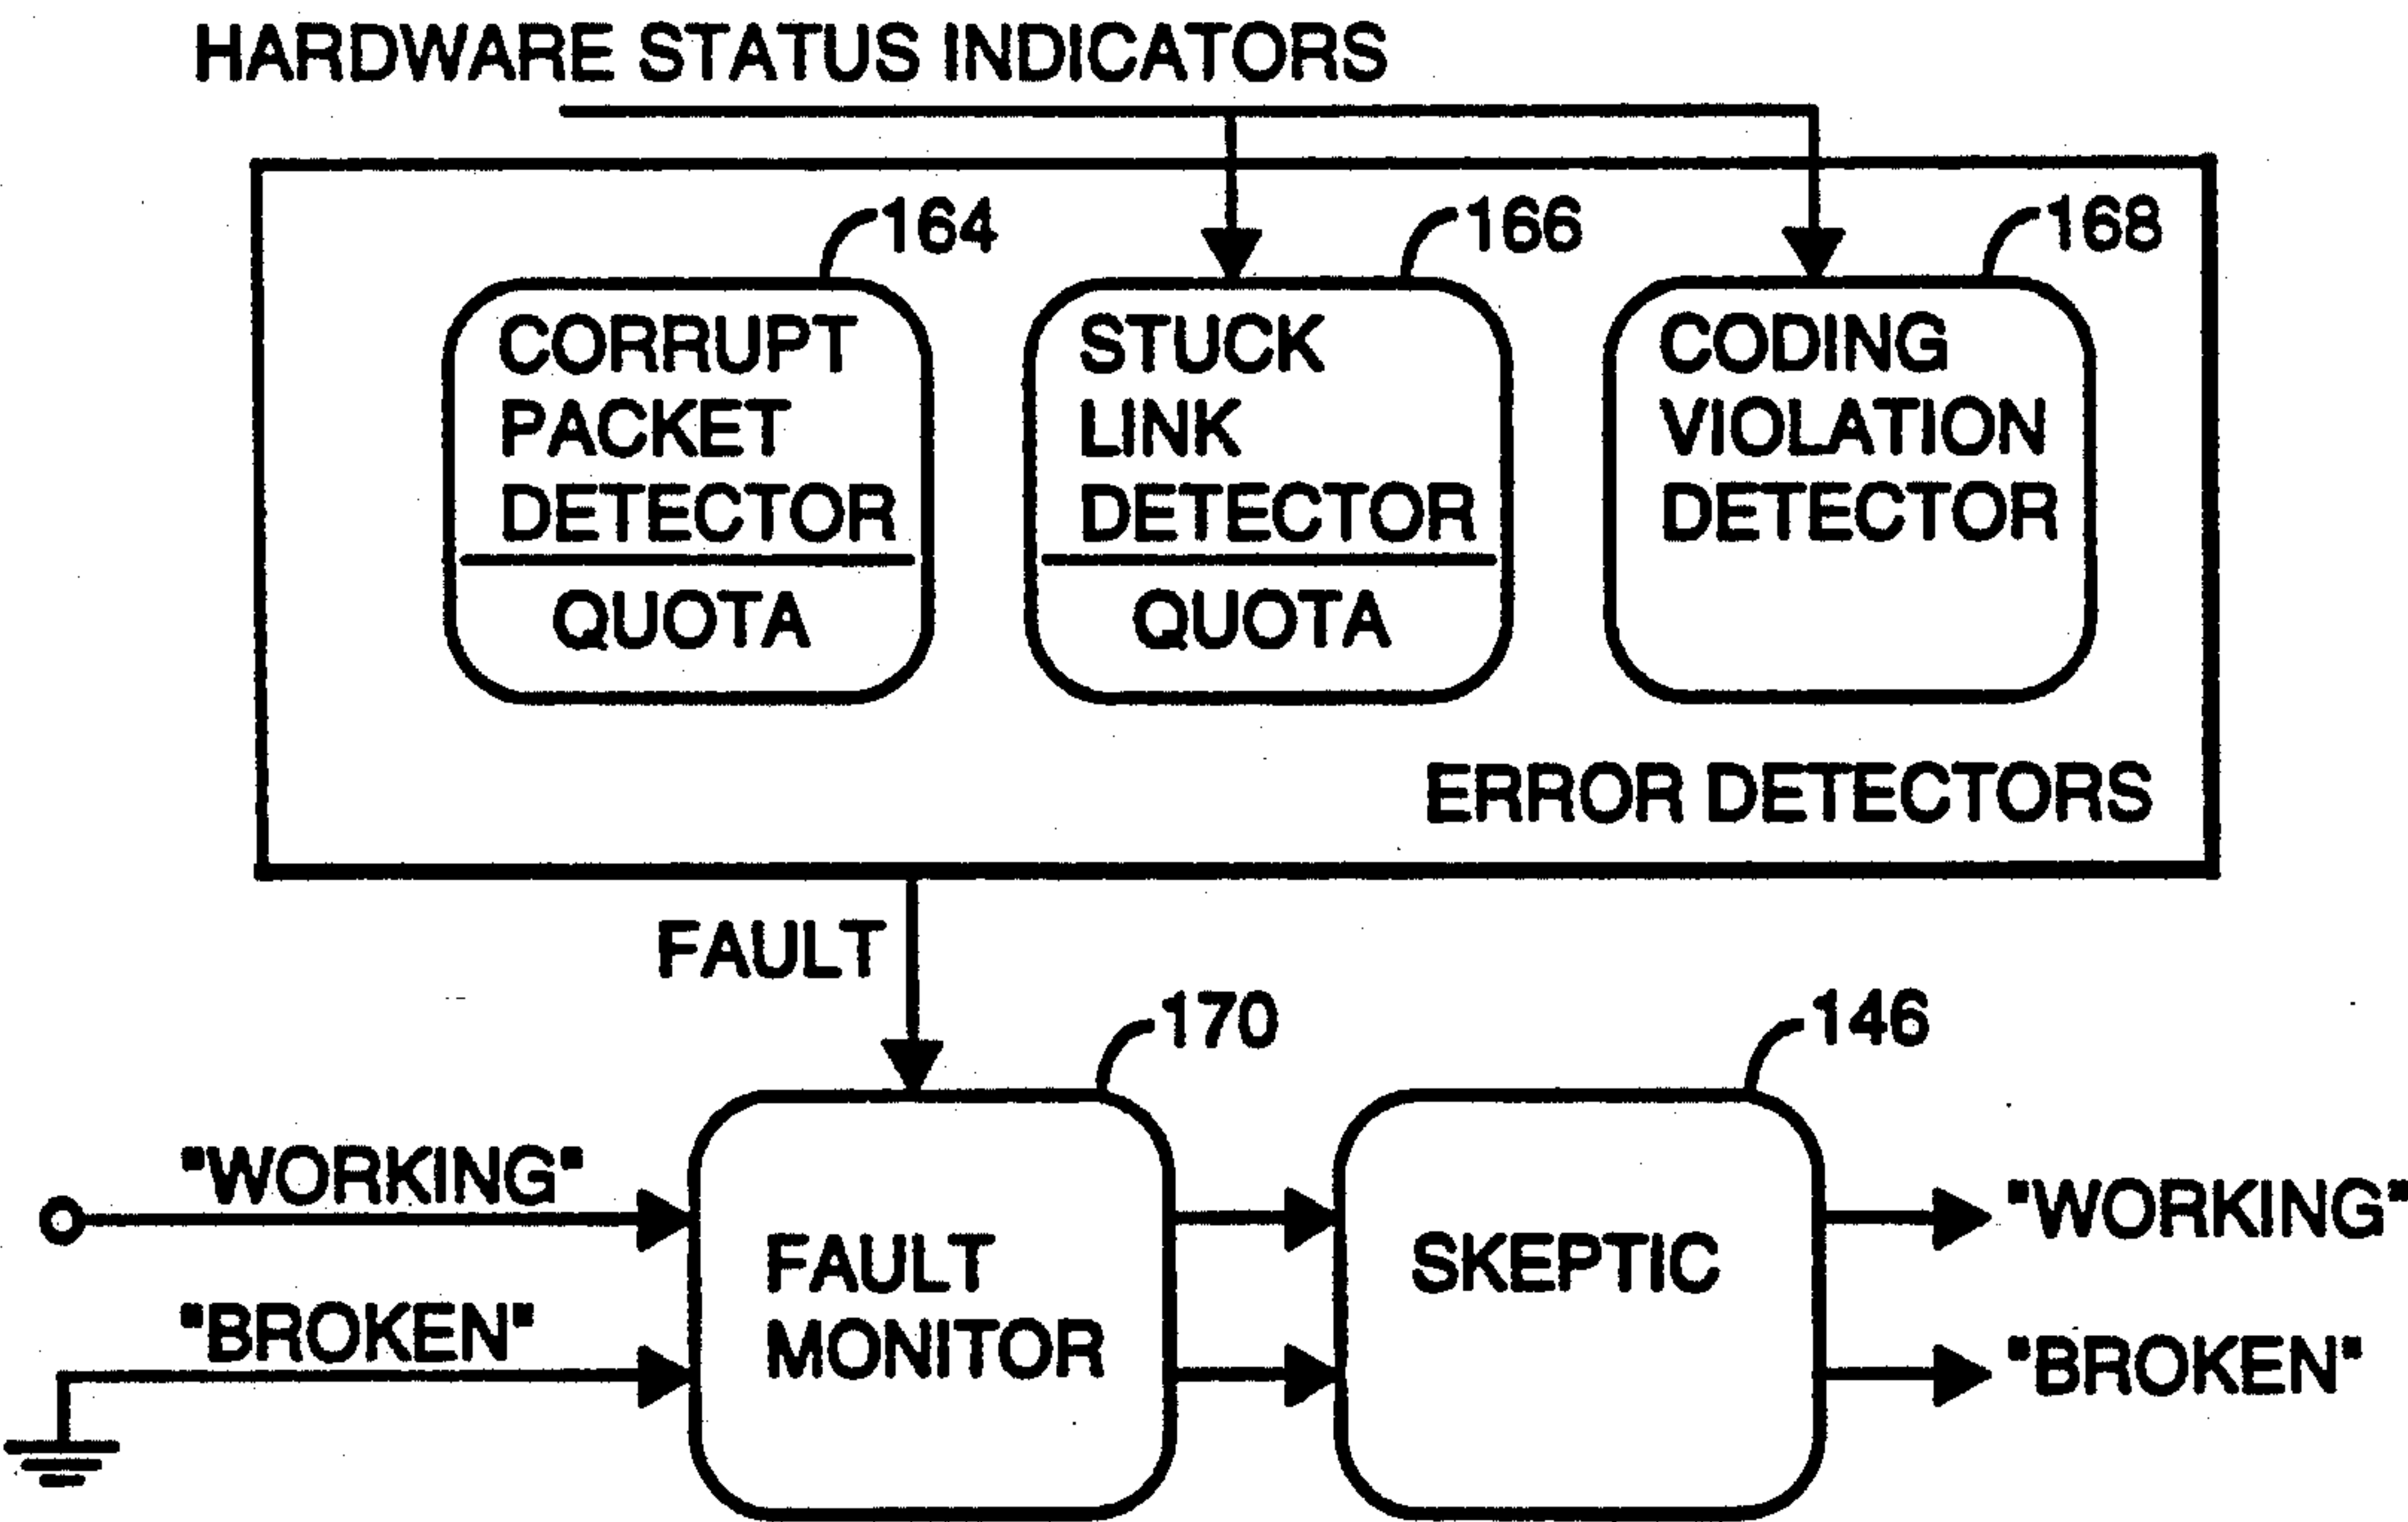 HARDWARE STATUS INDICATORS
164
166
168
CORRUPT
PACKET
DETECTOR
QUOTA
STUCK
LINK
DETECTOR
QUOTA
CODING
VIOLATION
DETECTOR
ERROR DETECTORS
FAULT
170
146
"WORKING"
"BROKEN"
FAULT
MONITOR
SKEPTIC
"WORKING"
"BROKEN"